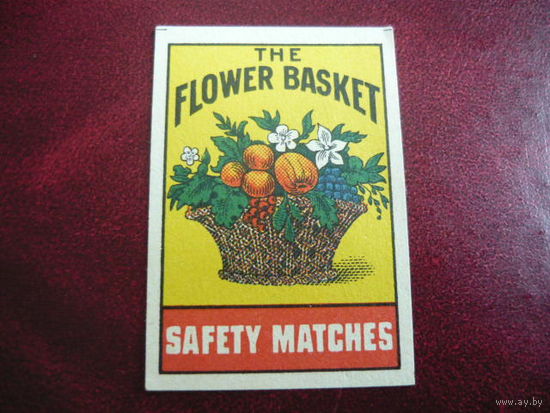 THE
FLOWER BASKET
SAFETY MATCHES
www.ay.by